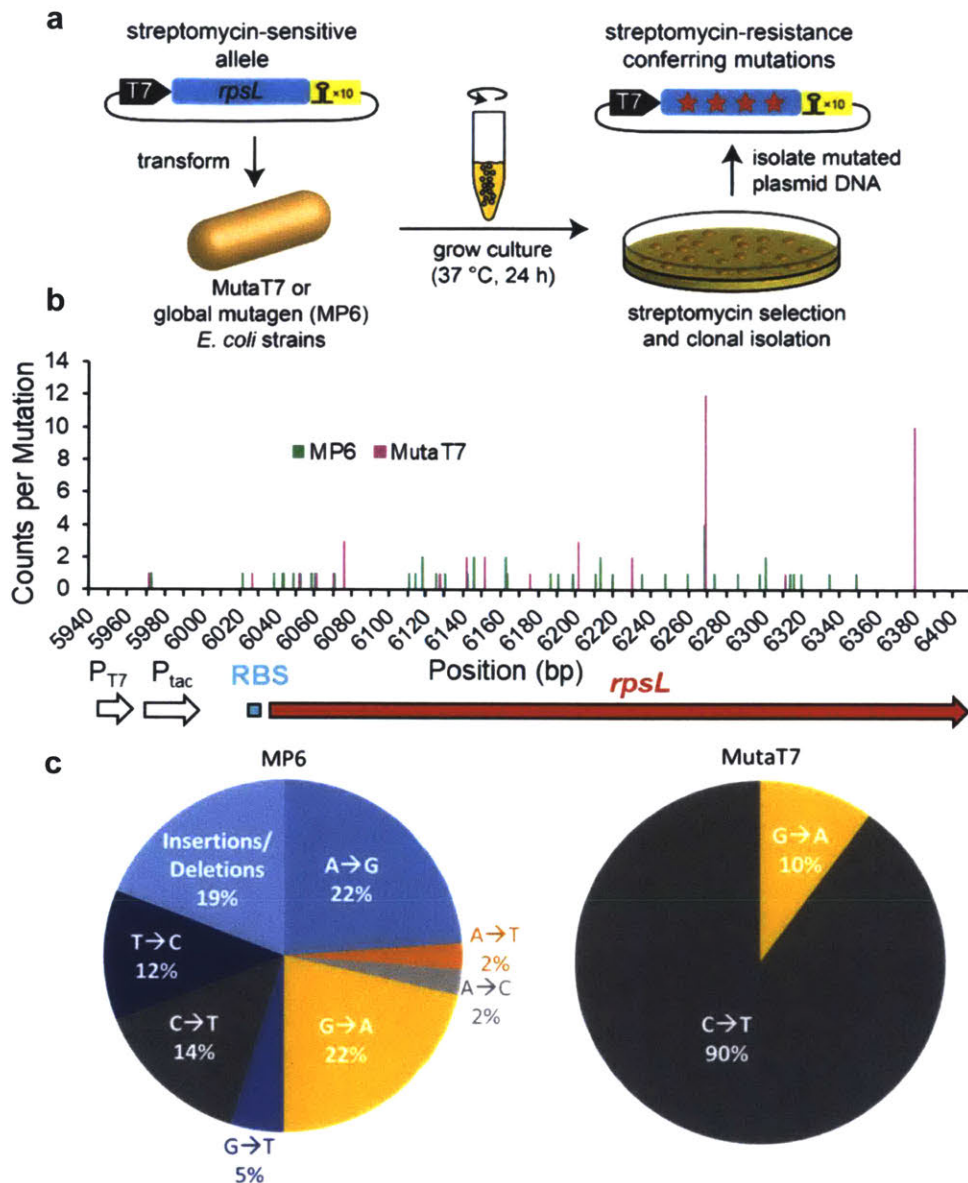 a
streptomycin-sensitive
allele
T7 rpsL ×10
transform
MutaT7 or
global mutagen (MP6)
E. coli strains
grow culture
(37 °C, 24 h)
streptomycin-resistance
conferring mutations
T7 ×10
isolate mutated
plasmid DNA
streptomycin selection
and clonal isolation
b
Counts per Mutation
14
12
10
8
6
4
2
0
MP6 MutaT7
5940 5960 5980 6000 6020 6040 6060 6080 6100 6120 6140 6160 6180 6200 6220 6240 6260 6280 6300 6320 6340 6360 6380 6400
Position (bp)
PT7 Ptac RBS rpsL
c
MP6
Insertions/
Deletions
19%
A→G
22%
A→T
2%
A→C
2%
G→A
22%
G→T
5%
C→T
14%
T→C
12%
MutaT7
G→A
10%
C→T
90%